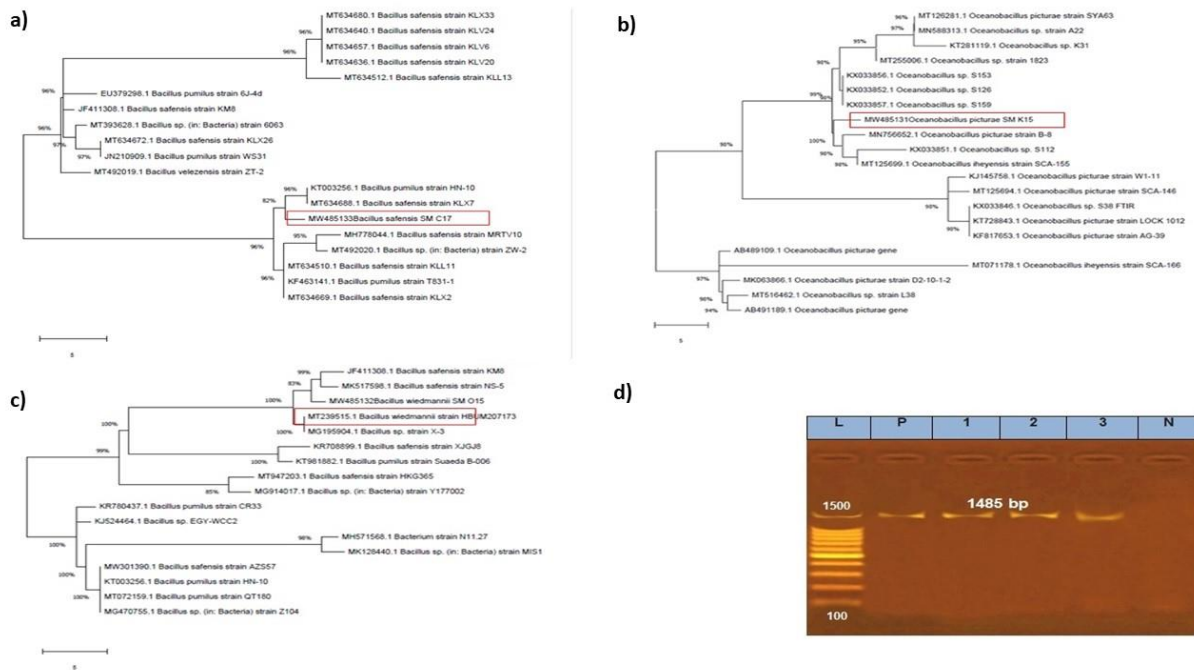 a)
MT634680.1 Bacillus safensis strain KLX33
96%
MT634640.1 Bacillus safensis strain KLV24
96%
MT634657.1 Bacillus safensis strain KLV6
MT634636.1 Bacillus safensis strain KLV20
MT634512.1 Bacillus safensis strain KLL13
96%
EU379298.1 Bacillus pumilus strain 6J-4d
JF411308.1 Bacillus safensis strain KM8
96%
MT393628.1 Bacillus sp. (in: Bacteria) strain 6063
97%
MT634672.1 Bacillus safensis strain KLX26
97%
JN210909.1 Bacillus pumilus strain WS31
MT492019.1 Bacillus velezensis strain ZT-2
96%
KT003256.1 Bacillus pumilus strain HN-10
82%
MT634688.1 Bacillus safensis strain KLX7
MW485133Bacillus safensis SM C17
95%
MH778044.1 Bacillus safensis strain MRTV10
96%
MT492020.1 Bacillus sp. (in: Bacteria) strain ZW-2
MT634510.1 Bacillus safensis strain KLL11
96%
KF463141.1 Bacillus pumilus strain T831-1
MT634669.1 Bacillus safensis strain KLX2
b)
96%
MT126281.1 Oceanobacillus picturae strain SYA63
97%
MN588313.1 Oceanobacillus sp. strain A22
95%
KT281119.1 Oceanobacillus sp. K31
MT255006.1 Oceanobacillus sp. strain 1823
KX033856.1 Oceanobacillus sp. S153
KX033852.1 Oceanobacillus sp. S126
99%
KX033857.1 Oceanobacillus sp. S159
MW485131Oceanobacillus picturae SM K15
100%
MN756652.1 Oceanobacillus picturae strain B-8
98%
KX033851.1 Oceanobacillus sp. S112
MT125699.1 Oceanobacillus iheyensis strain SCA-155
KJ145758.1 Oceanobacillus picturae strain W1-11
MT125694.1 Oceanobacillus picturae strain SCA-146
KX033846.1 Oceanobacillus sp. S38 FTIR
KT728843.1 Oceanobacillus picturae strain LOCK 1012
KF817653.1 Oceanobacillus picturae strain AG-39
AB489109.1 Oceanobacillus picturae gene
MT071178.1 Oceanobacillus iheyensis strain SCA-166
97%
MK063866.1 Oceanobacillus picturae strain D2-10-1-2
MT516462.1 Oceanobacillus sp. strain L38
94%
AB491189.1 Oceanobacillus picturae gene
c)
99%
JF411308.1 Bacillus safensis strain KM8
83%
MK517598.1 Bacillus safensis strain NS-5
100%
MW485132Bacillus wiedmannii SM O15
MT239515.1 Bacillus wiedmannii strain HBUM207173
100%
MG195904.1 Bacillus sp. strain X-3
100%
KR708899.1 Bacillus safensis strain XJGJ8
100%
KT981882.1 Bacillus pumilus strain Suaeda B-006
99%
MT947203.1 Bacillus safensis strain HKG365
85%
MG914017.1 Bacillus sp. (in: Bacteria) strain Y177002
KR780437.1 Bacillus pumilus strain CR33
KJ524464.1 Bacillus sp. EGY-WCC2
100%
98%
MH571568.1 Bacterium strain N11.27
MK128440.1 Bacillus sp. (in: Bacteria) strain MIS1
100%
MW301390.1 Bacillus safensis strain AZS57
KT003256.1 Bacillus pumilus strain HN-10
100%
MT072159.1 Bacillus pumilus strain QT180
MG470755.1 Bacillus sp. (in: Bacteria) strain Z104
d)
L P 1 2 3 N
1500 1485 bp
100